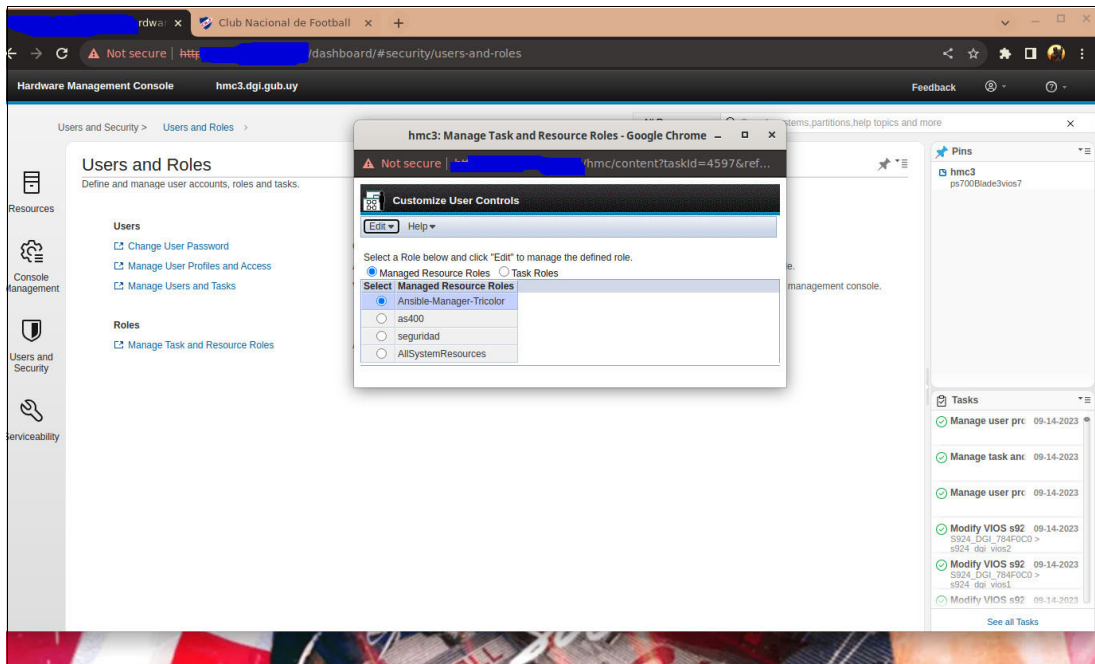 rdwa
Club Nacional de Football
Not secure | http /dashboard/#security/users-and-roles
Hardware Management Console hmc3.dgi.gub.uy
Feedback
Users and Security > Users and Roles >
stems,partitions,help topics and more
Users and Roles
Define and manage user accounts, roles and tasks.
Resources
Console Management
Users and Security
Serviceability
Users
Change User Password
Manage User Profiles and Access
Manage Users and Tasks
management console.
Roles
Manage Task and Resource Roles
hmc3: Manage Task and Resource Roles - Google Chrome
Not secure | /hmc/content?taskId=4597&ref...
Customize User Controls
Edit Help
Select a Role below and click "Edit" to manage the defined role.
Managed Resource Roles Task Roles
Select Managed Resource Roles
Ansible-Manager-Tricolor
as400
seguridad
AllSystemResources
Pins
hmc3
ps700Blade3vios7
Tasks
Manage user pro 09-14-2023
Manage task and 09-14-2023
Manage user pro 09-14-2023
Modify VIOS s92 09-14-2023
S924_DGI_784F0C0 >
s924_dgi_vios2
Modify VIOS s92 09-14-2023
S924_DGI_784F0C0 >
s924_dgi_vios1
Modify VIOS s92 09-14-2023
See all Tasks